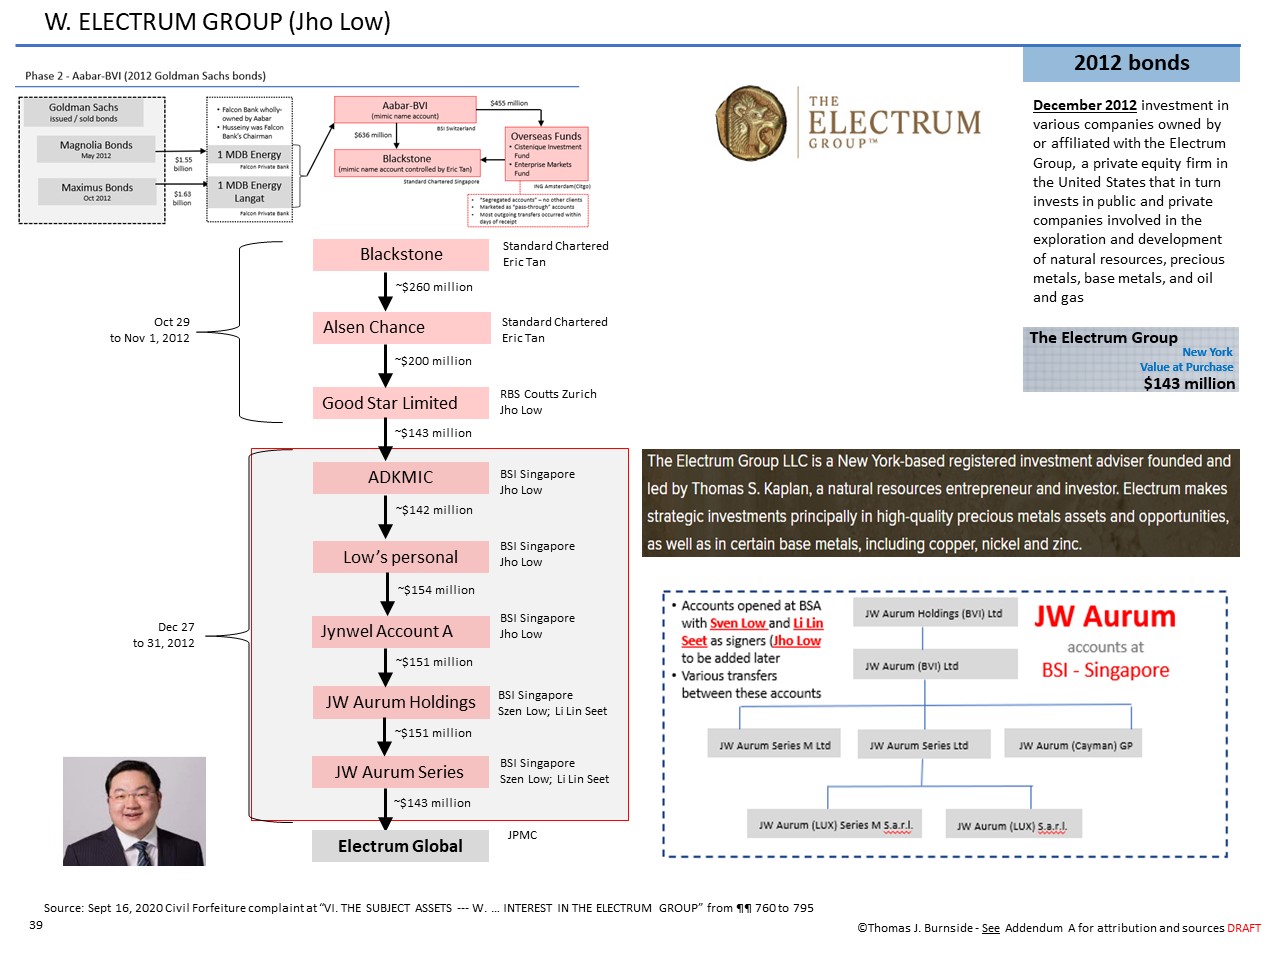 W. ELECTRUM GROUP (Jho Low)
Phase 2 - Aabar-BVI (2012 Goldman Sachs bonds)
Goldman Sachs
issued / sold bonds
Magnolia Bonds
May 2012
Maximus Bonds
Oct 2012
$1.55
billion
$1.63
billion
• Falcon Bank wholly-
owned by Aabar
• Husseiny was Falcon
Bank's Chairman
1 MDB Energy
Falcon Private Bank
1 MDB Energy
Langat
Falcon Private Bank
Aabar-BVI
(mimic name account)
BSI Switzerland
$455 million
$636 million
Blackstone
(mimic name account controlled by Eric Tan)
Standard Chartered Singapore
Overseas Funds
• Cistenique Investment
Fund
• Enterprise Markets
Fund
ING Amsterdam(Citgo)
• "Segregated accounts" – no other clients
• Marketed as "pass-through" accounts
• Most outgoing transfers occurred within
days of receipt
THE
ELECTRUM
GROUP™
2012 bonds
December 2012 investment in
various companies owned by
or affiliated with the Electrum
Group, a private equity firm in
the United States that in turn
invests in public and private
companies involved in the
exploration and development
of natural resources, precious
metals, base metals, and oil
and gas
The Electrum Group
New York
Value at Purchase
$143 million
Oct 29
to Nov 1, 2012
Blackstone
Standard Chartered
Eric Tan
~$260 million
Alsen Chance
Standard Chartered
Eric Tan
~$200 million
Good Star Limited
RBS Coutts Zurich
Jho Low
~$143 million
Dec 27
to 31, 2012
ADKMIC
BSI Singapore
Jho Low
~$142 million
Low's personal
BSI Singapore
Jho Low
~$154 million
Jynwel Account A
BSI Singapore
Jho Low
~$151 million
JW Aurum Holdings
BSI Singapore
Szen Low; Li Lin Seet
~$151 million
JW Aurum Series
BSI Singapore
Szen Low; Li Lin Seet
~$143 million
Electrum Global
JPMC
The Electrum Group LLC is a New York-based registered investment adviser founded and
led by Thomas S. Kaplan, a natural resources entrepreneur and investor. Electrum makes
strategic investments principally in high-quality precious metals assets and opportunities,
as well as in certain base metals, including copper, nickel and zinc.
• Accounts opened at BSA
with Sven Low and Li Lin
Seet as signers (Jho Low
to be added later
• Various transfers
between these accounts
JW Aurum
accounts at
BSI - Singapore
JW Aurum Holdings (BVI) Ltd
JW Aurum (BVI) Ltd
JW Aurum Series M Ltd
JW Aurum Series Ltd
JW Aurum (Cayman) GP
JW Aurum (LUX) Series M S.a.r.l.
JW Aurum (LUX) S.a.r.l.
Source: Sept 16, 2020 Civil Forfeiture complaint at "VI. THE SUBJECT ASSETS --- W. ... INTEREST IN THE ELECTRUM GROUP" from ¶¶ 760 to 795
39
©Thomas J. Burnside - See Addendum A for attribution and sources DRAFT